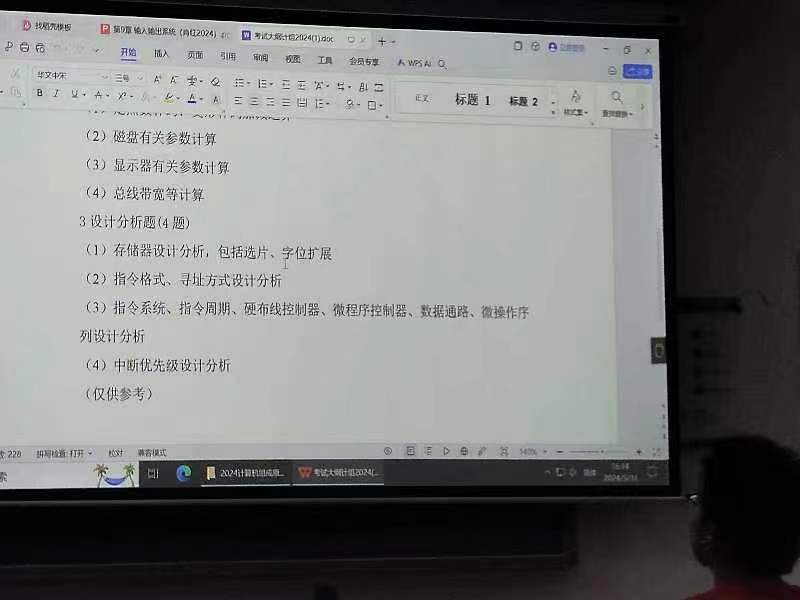 找稻壳模板
第9章 输入输出系统（肖红2024）
考试大纲计组2024(1).doc
开始 插入 页面 引用 审阅 视图 工具 会员专享 WPS AI
华文中宋 三号
正文 标题 1 标题 2 样式集 查找替换
（2）磁盘有关参数计算
（3）显示器有关参数计算
（4）总线带宽等计算
3 设计分析题(4 题)
（1）存储器设计分析，包括选片、字位扩展
（2）指令格式、寻址方式设计分析
（3）指令系统、指令周期、硬布线控制器、微程序控制器、数据通路、微操作序
列设计分析
（4）中断优先级设计分析
（仅供参考）
228 拼写检查: 打开 校对 兼容模式 140%
索 2024计算机组成原... 考试大纲计组2024(... 16:14
2024/5/31